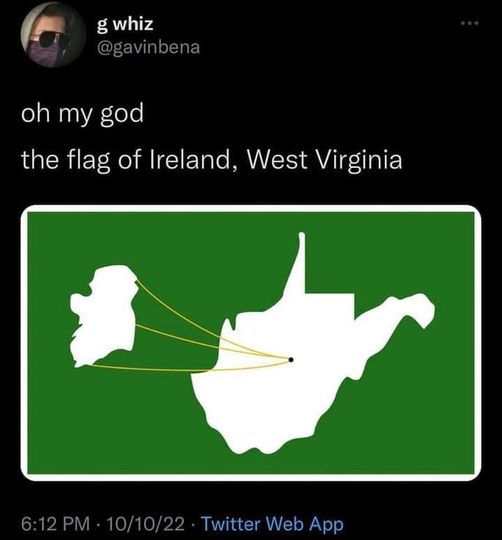 g whiz
@gavinbena
oh my god
the flag of Ireland, West Virginia
6:12 PM · 10/10/22 · Twitter Web App